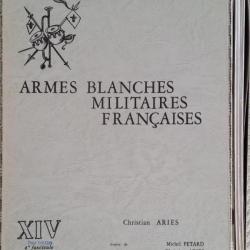 ARMES BLANCHES
MILITAIRES
FRANÇAISES
Christian ARIES
XIV
Michel PETARD